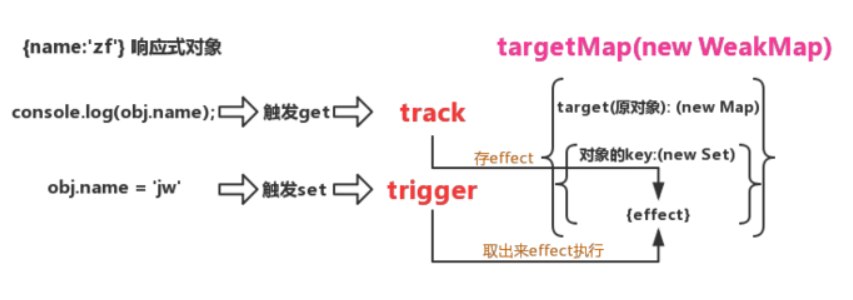 {name:'zf'} 响应式对象
targetMap(new WeakMap)
console.log(obj.name); 触发get track
target(原对象): (new Map)
存effect
对象的key:(new Set)
obj.name = 'jw' 触发set trigger
{effect}
取出来effect执行